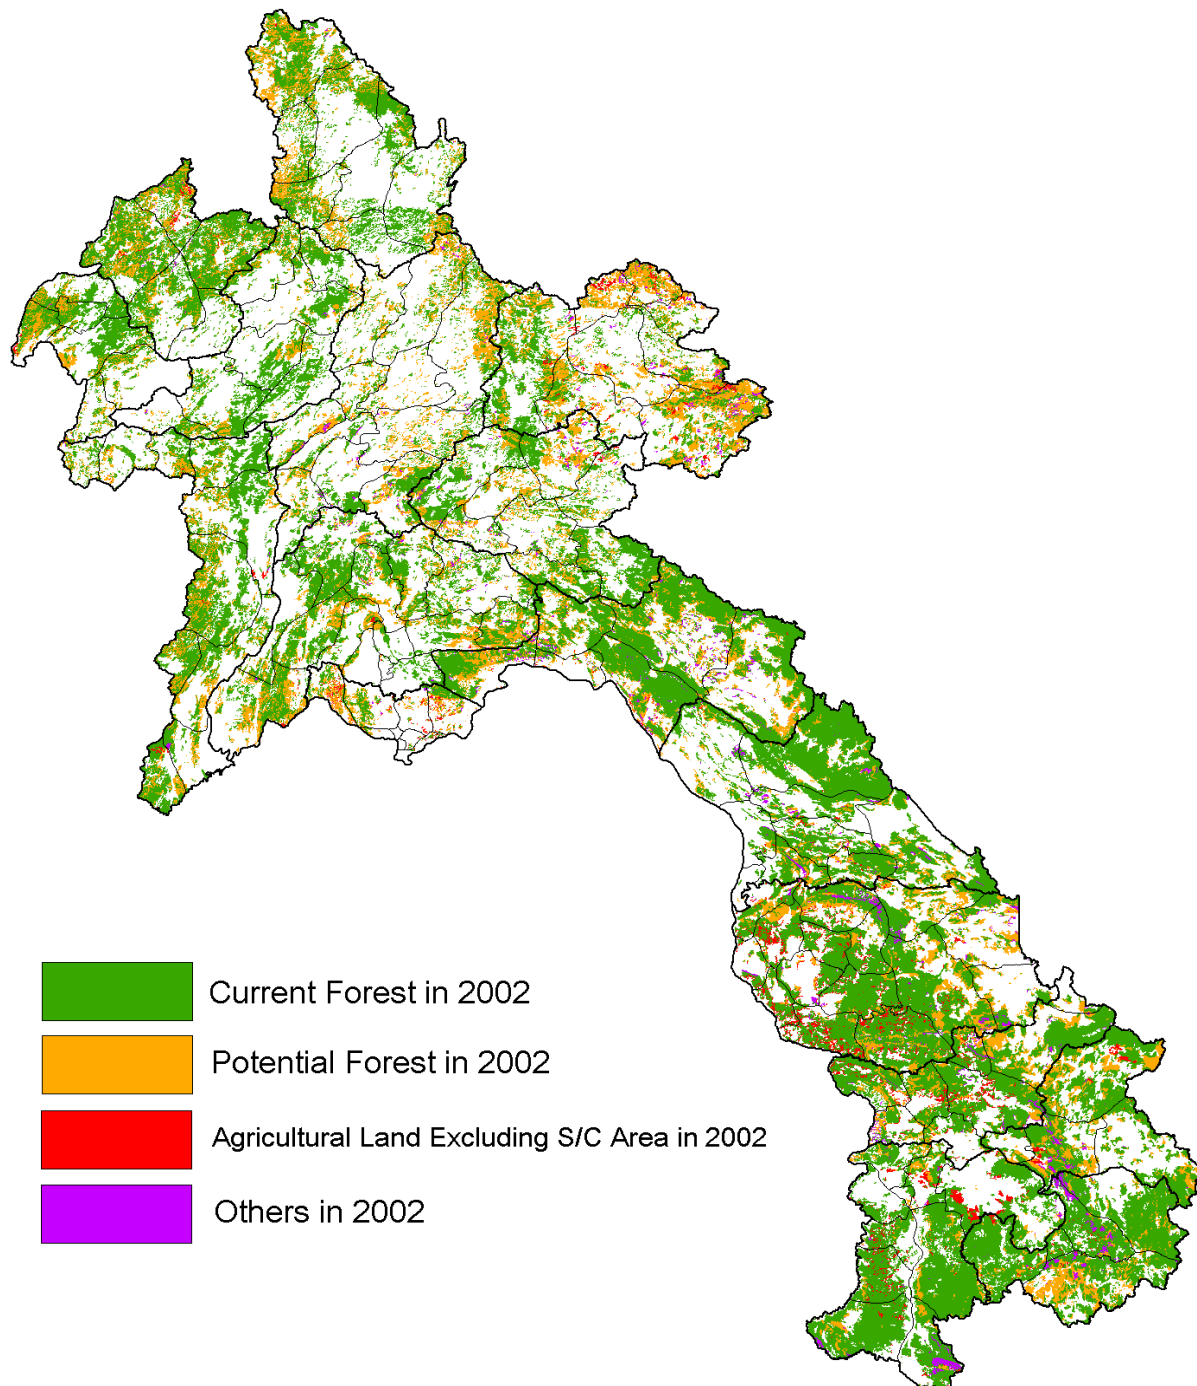 Current Forest in 2002
Potential Forest in 2002
Agricultural Land Excluding S/C Area in 2002
Others in 2002